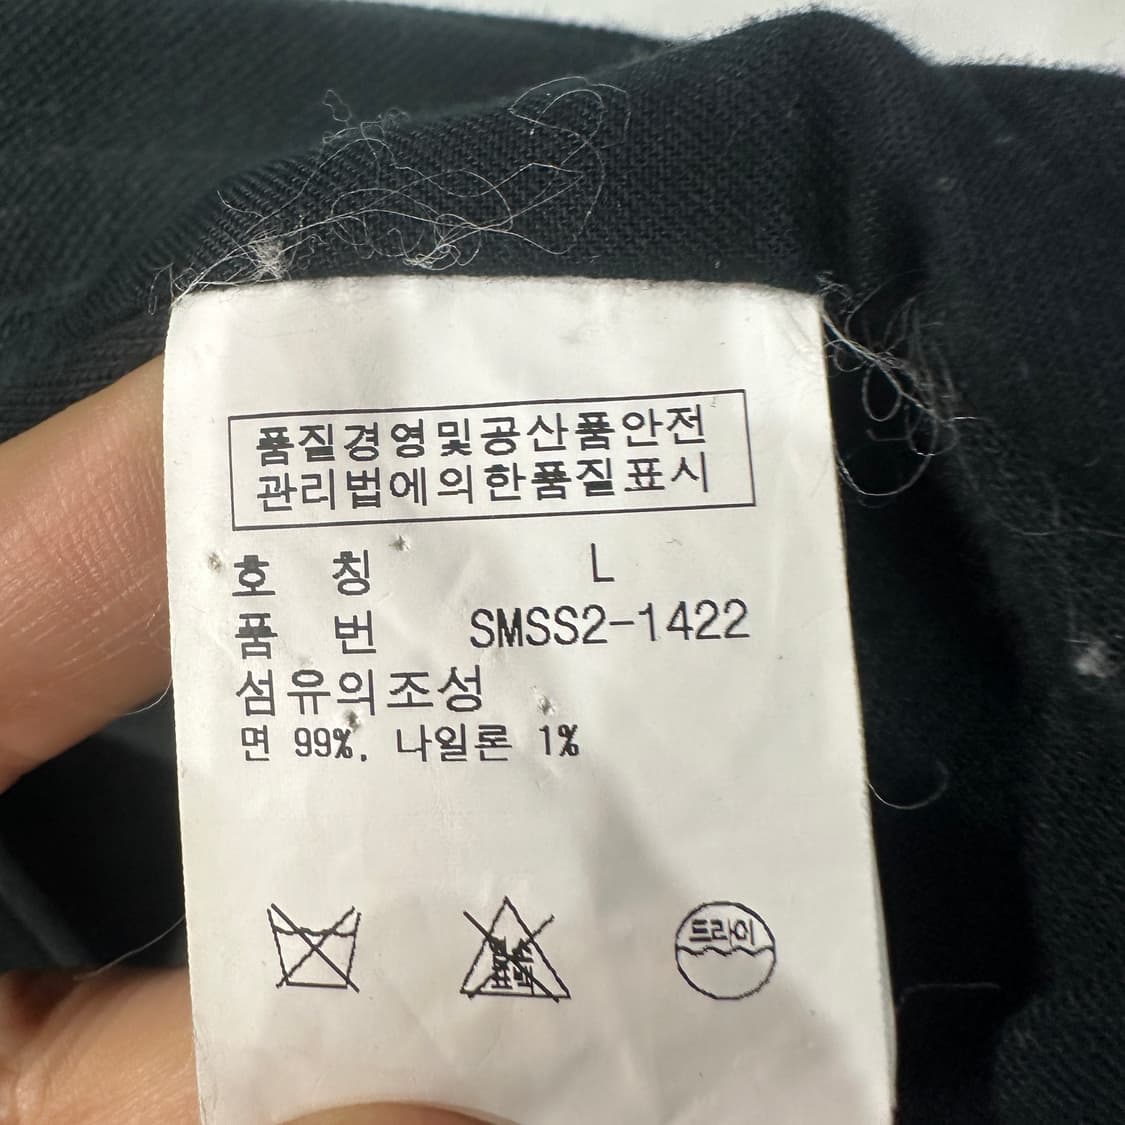 품질경영및공산품안전
관리법에의한품질표시
호 칭 L
품 번 SMSS2-1422
섬유의조성
면 99%. 나일론 1%
드라이